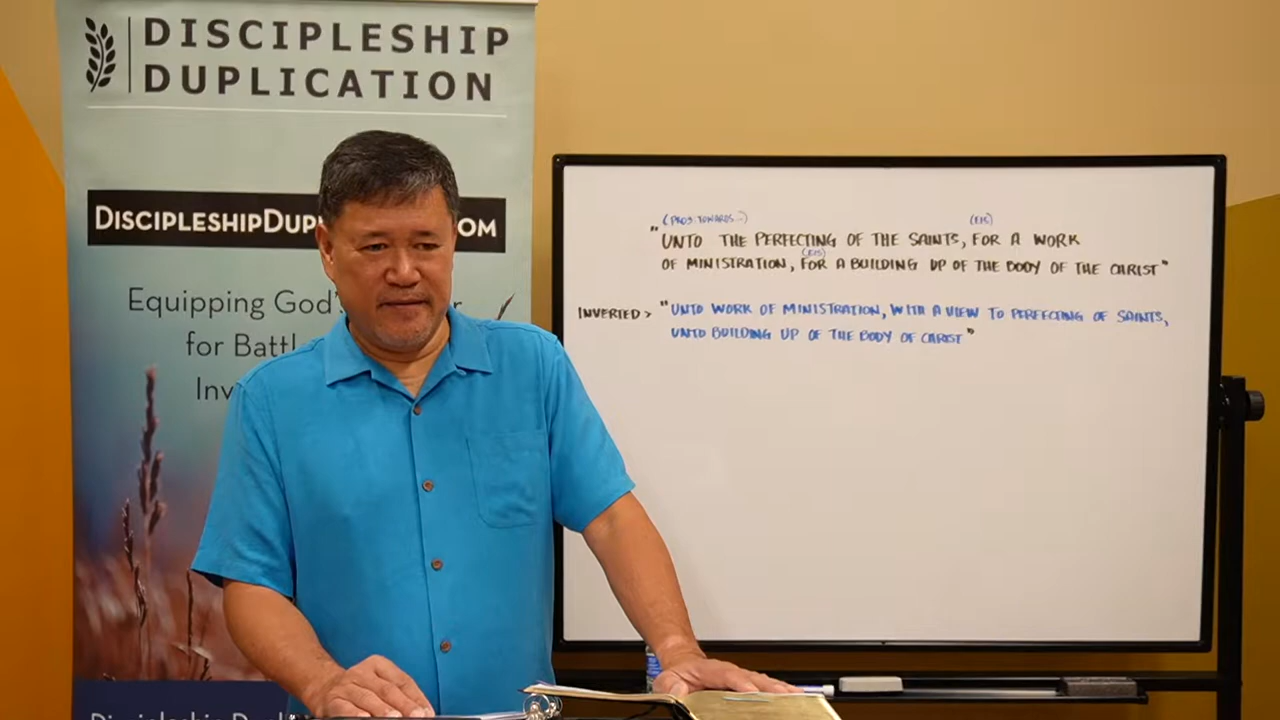 DISCIPLESHIP
DUPLICATION
DISCIPLESHIPDUP OM
Equipping God' r
for Battl
Inv
(PROS: TOWARDS..) (EIS)
"UNTO THE PERFECTING OF THE SAINTS, FOR A WORK
(EIS)
OF MINISTRATION, FOR A BUILDING UP OF THE BODY OF THE CHRIST"
INVERTED > "UNTO WORK OF MINISTRATION, WITH A VIEW TO PERFECTING OF SAINTS,
UNTO BUILDING UP OF THE BODY OF CHRIST"
Discipleship Dupl